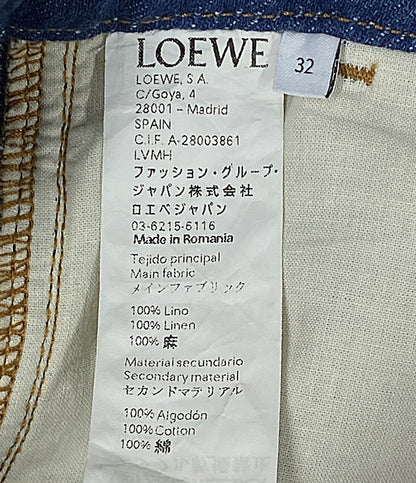 LOEWE
32
LOEWE, S.A.
C/Goya, 4
28001 - Madrid
SPAIN
C.I.F. A-28003861
LVMH
ファッション・グループ・
ジャパン株式会社
ロエベジャパン
03-6215-6116
Made in Romania
Tejido principal
Main fabric
メインファブリック
100% Lino
100% Linen
100% 麻
Material secundario
Secondary material
セカンドマテリアル
100% Algodón
100% Cotton
100% 綿